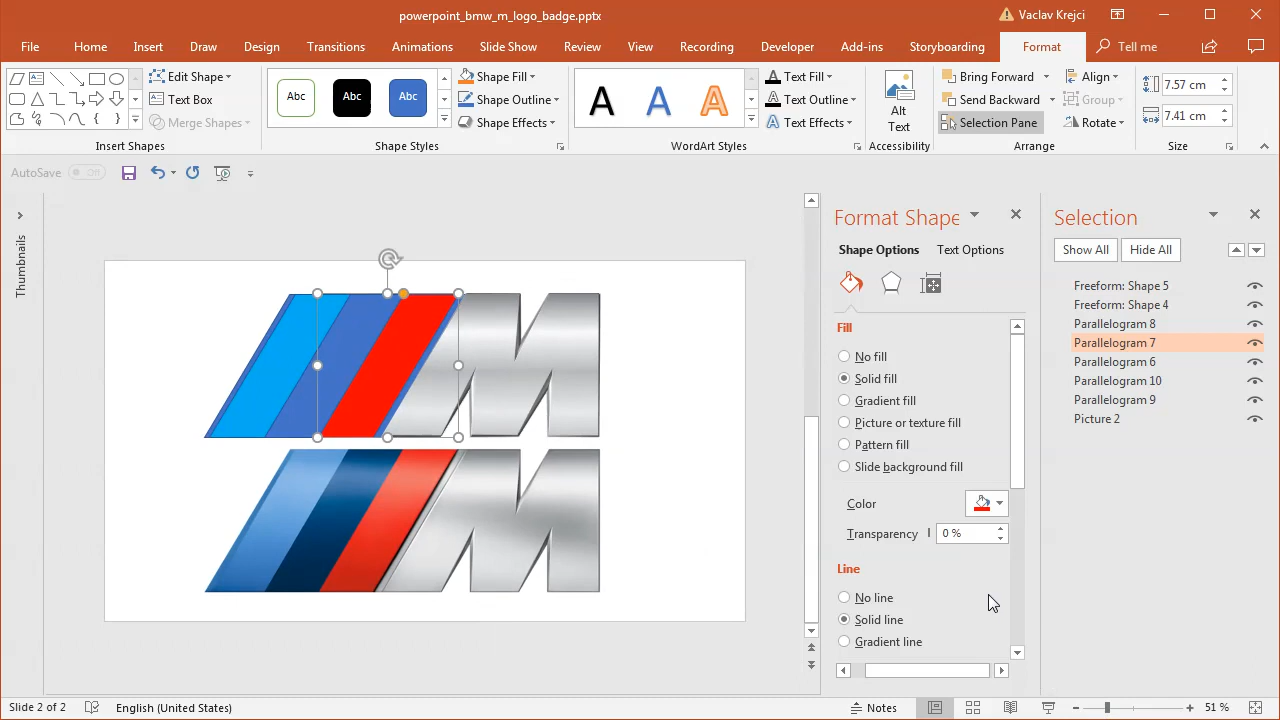 powerpoint_bmw_m_logo_badge.pptx
Vaclav Krejci
File Home Insert Draw Design Transitions Animations Slide Show Review View Recording Developer Add-ins Storyboarding Format Tell me
Edit Shape
Text Box
Merge Shapes
Insert Shapes
Abc Abc Abc
Shape Fill
Shape Outline
Shape Effects
Shape Styles
A A A
Text Fill
Text Outline
Text Effects
WordArt Styles
Alt
Text
Accessibility
Bring Forward
Send Backward
Selection Pane
Align
Group
Rotate
Arrange
7.57 cm
7.41 cm
Size
AutoSave Off
Thumbnails
M
M
Format Shape
Shape Options Text Options
Fill
No fill
Solid fill
Gradient fill
Picture or texture fill
Pattern fill
Slide background fill
Color
Transparency 0 %
Line
No line
Solid line
Gradient line
Selection
Show All Hide All
Freeform: Shape 5
Freeform: Shape 4
Parallelogram 8
Parallelogram 7
Parallelogram 6
Parallelogram 10
Parallelogram 9
Picture 2
Slide 2 of 2 English (United States) Notes 51 %